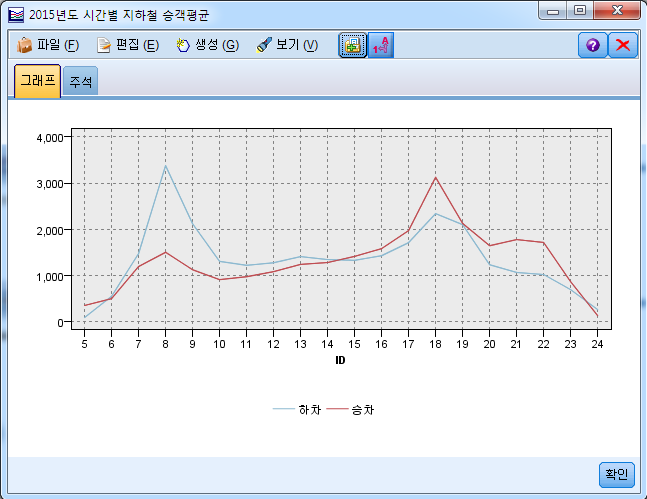 2015년도 시간별 지하철 승객평균
파일 (F) 편집 (E) 생성 (G) 보기 (V)
그래프 주석
4,000
3,000
2,000
1,000
0
5 6 7 8 9 10 11 12 13 14 15 16 17 18 19 20 21 22 23 24
ID
하차 승차
확인